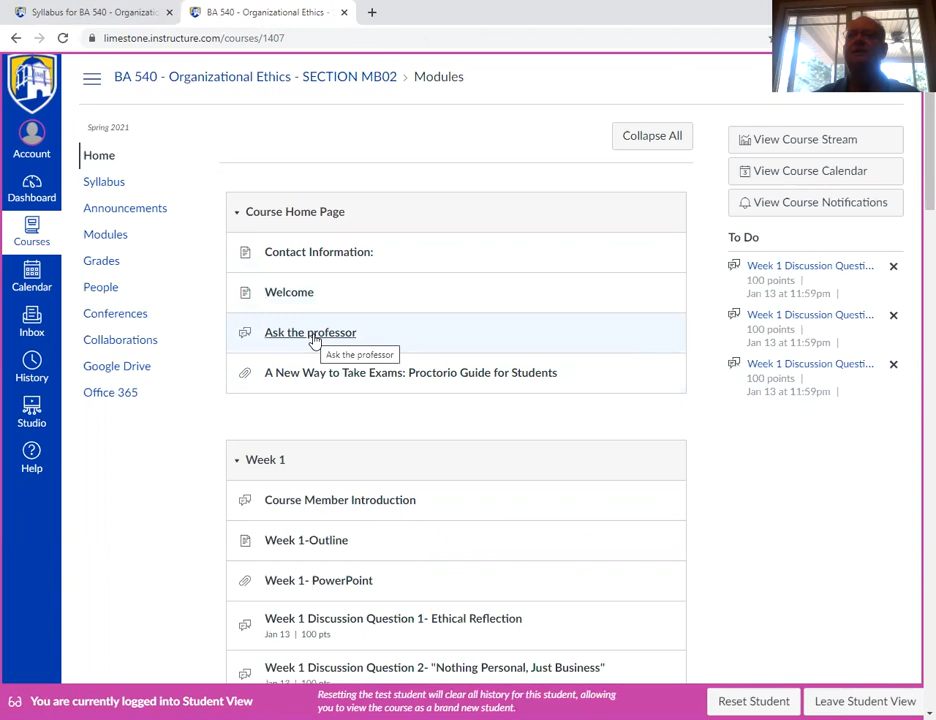 Syllabus for BA 540 - Organizatio
BA 540 - Organizational Ethics -
limestone.instructure.com/courses/1407
BA 540 - Organizational Ethics - SECTION MB02 > Modules
Account
Dashboard
Courses
Calendar
Inbox
History
Studio
Help
Spring 2021
Home
Syllabus
Announcements
Modules
Grades
People
Conferences
Collaborations
Google Drive
Office 365
Collapse All
Course Home Page
Contact Information:
Welcome
Ask the professor
Ask the professor
A New Way to Take Exams: Proctorio Guide for Students
Week 1
Course Member Introduction
Week 1-Outline
Week 1- PowerPoint
Week 1 Discussion Question 1- Ethical Reflection
Jan 13 | 100 pts
Week 1 Discussion Question 2- "Nothing Personal, Just Business"
Jan 13 | 100 pts
View Course Stream
View Course Calendar
View Course Notifications
To Do
Week 1 Discussion Questi...
100 points |
Jan 13 at 11:59pm |
Week 1 Discussion Questi...
100 points |
Jan 13 at 11:59pm |
Week 1 Discussion Questi...
100 points |
Jan 13 at 11:59pm |
You are currently logged into Student View
Resetting the test student will clear all history for this student, allowing
you to view the course as a brand new student.
Reset Student
Leave Student View